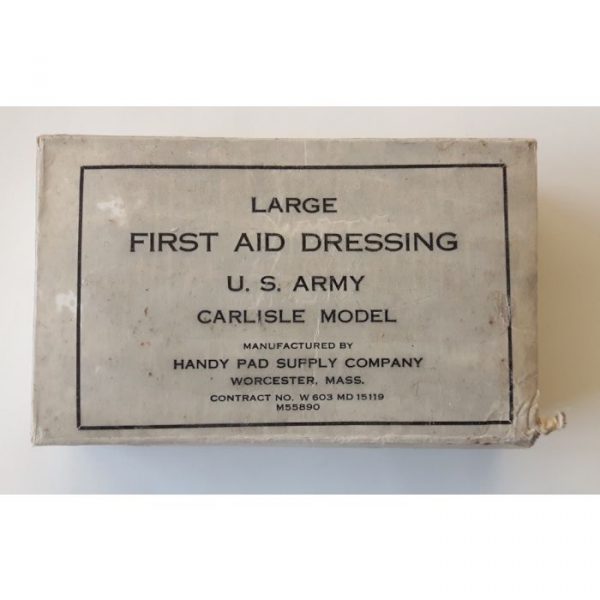 LARGE
FIRST AID DRESSING
U. S. ARMY
CARLISLE MODEL
MANUFACTURED BY
HANDY PAD SUPPLY COMPANY
WORCESTER, MASS.
CONTRACT NO. W 603 MD 15119
M55890